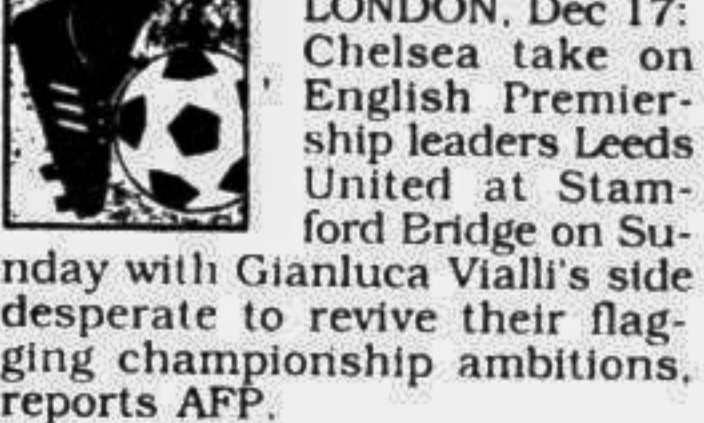 LONDON, Dec 17:
Chelsea take on
English Premier-
ship leaders Leeds
United at Stam-
ford Bridge on Su-
nday with Gianluca Vialli's side
desperate to revive their flag-
ging championship ambitions,
reports AFP.